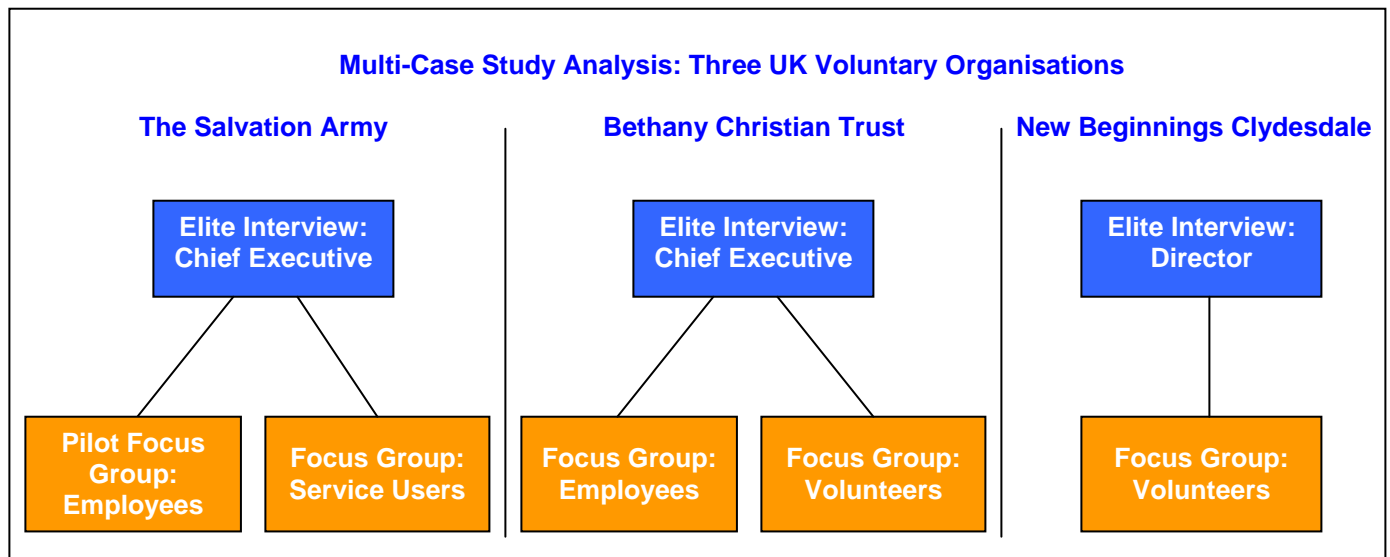 Multi-Case Study Analysis: Three UK Voluntary Organisations
The Salvation Army
Bethany Christian Trust
New Beginnings Clydesdale
Elite Interview:
Chief Executive
Elite Interview:
Chief Executive
Elite Interview:
Director
Pilot Focus
Group:
Employees
Focus Group:
Service Users
Focus Group:
Employees
Focus Group:
Volunteers
Focus Group:
Volunteers